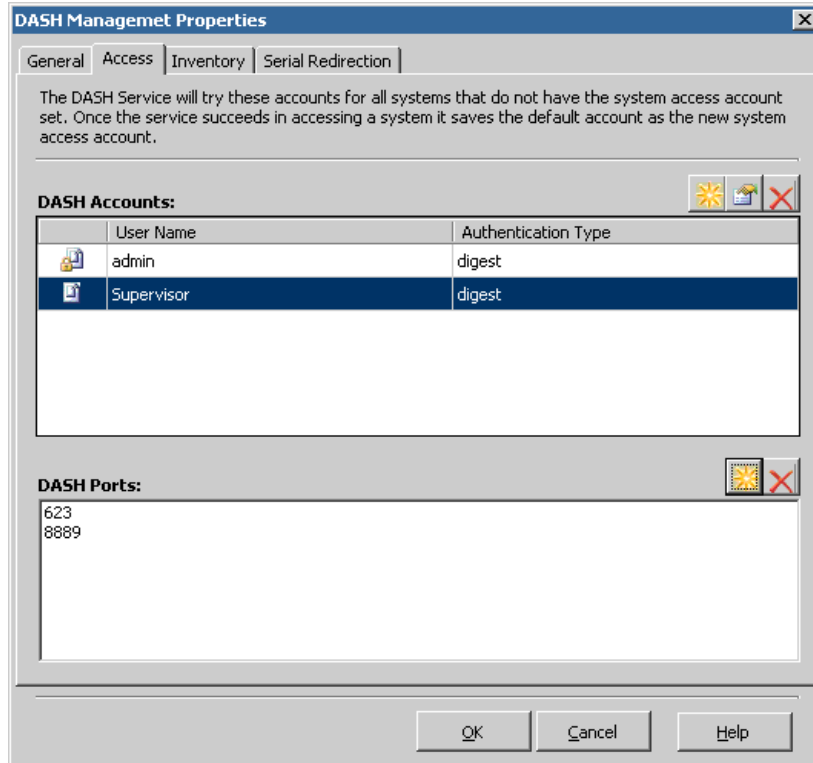 DASH Managemet Properties
General Access Inventory Serial Redirection
The DASH Service will try these accounts for all systems that do not have the system access account
set. Once the service succeeds in accessing a system it saves the default account as the new system
access account.
DASH Accounts:
User Name Authentication Type
admin digest
Supervisor digest
DASH Ports:
623
8889
OK Cancel Help